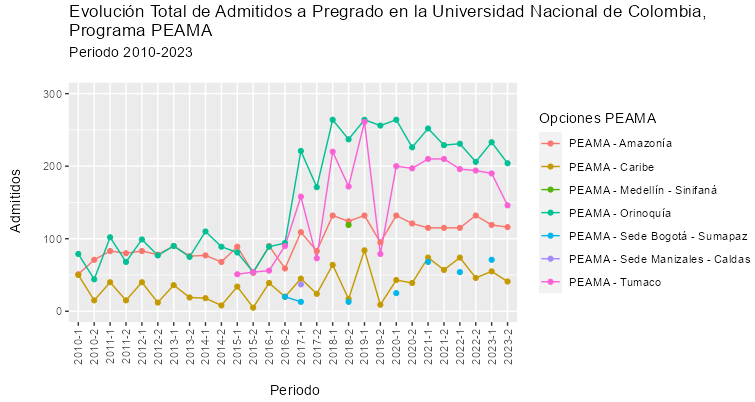 Evolución Total de Admitidos a Pregrado en la Universidad Nacional de Colombia,
Programa PEAMA
Periodo 2010-2023
Admitidos
300
200
100
0
2010-1
2010-2
2011-1
2011-2
2012-1
2012-2
2013-1
2013-2
2014-1
2014-2
2015-1
2015-2
2016-1
2016-2
2017-1
2017-2
2018-1
2018-2
2019-1
2019-2
2020-1
2020-2
2021-1
2021-2
2022-1
2022-2
2023-1
2023-2
Periodo
Opciones PEAMA
PEAMA - Amazonía
PEAMA - Caribe
PEAMA - Medellín - Sinifaná
PEAMA - Orinoquía
PEAMA - Sede Bogotá - Sumapaz
PEAMA - Sede Manizales - Caldas
PEAMA - Tumaco